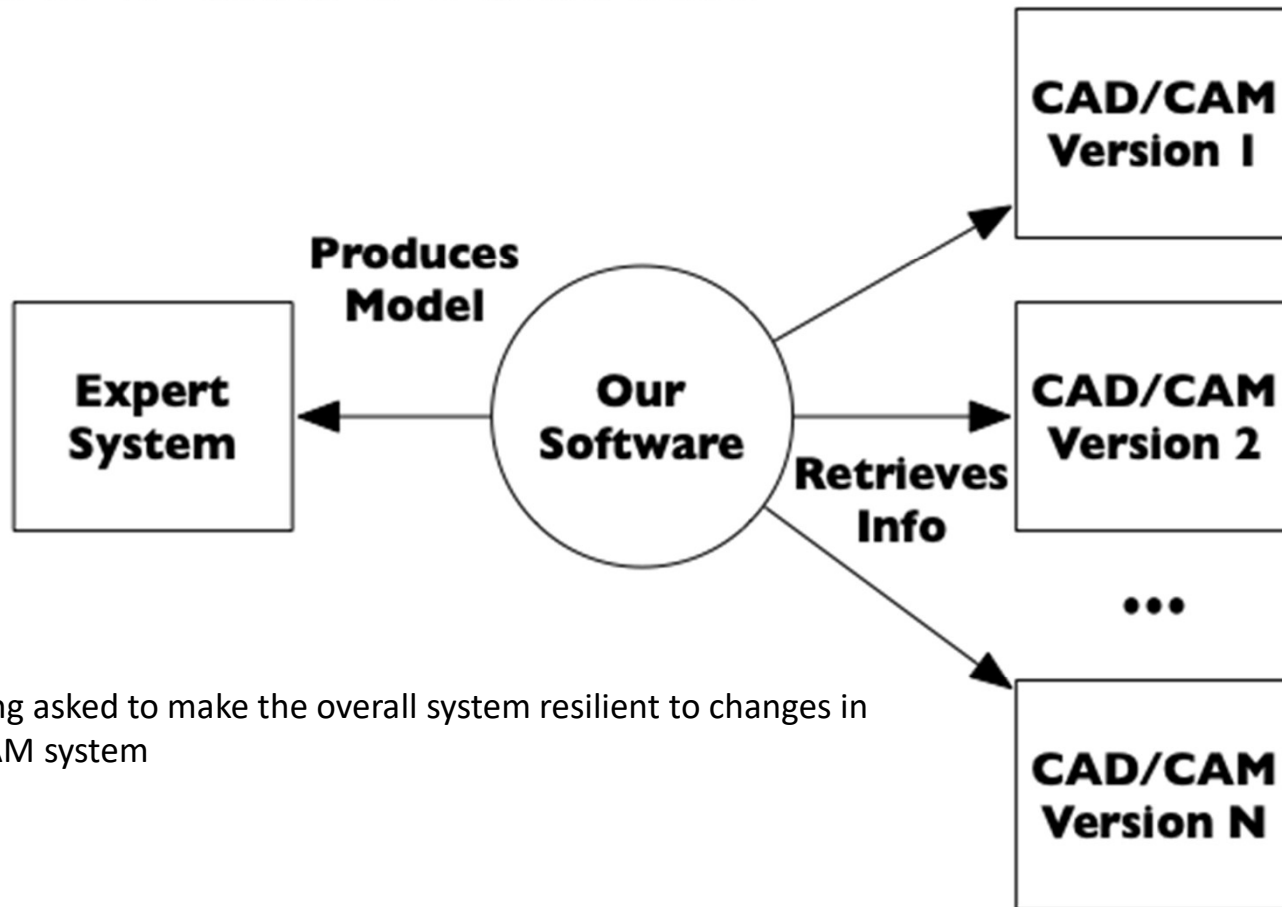 CAD/CAM
Version 1
Produces
Model
Expert
System
Our
Software
CAD/CAM
Version 2
Retrieves
Info
•••
ng asked to make the overall system resilient to changes in
AM system
CAD/CAM
Version N